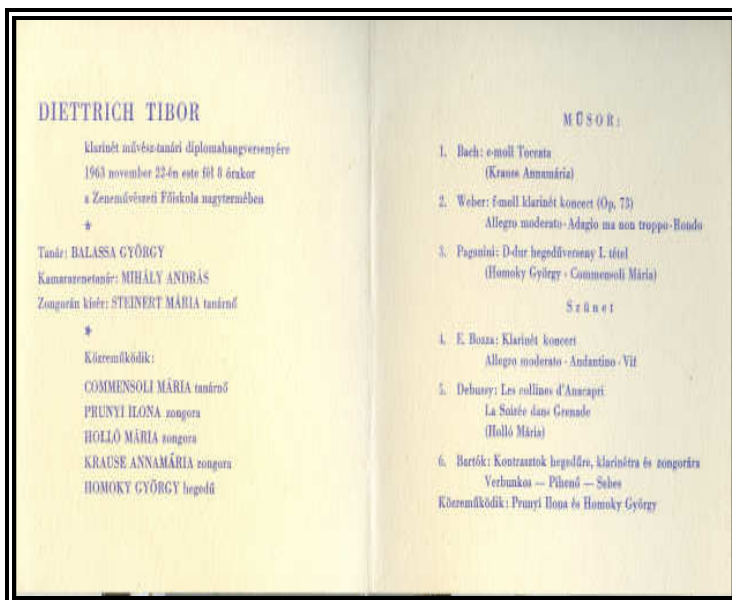 DIETTRICH TIBOR
klarinét művész-tanári diplomahangversenyére
1963 november 22-én este fél 8 órakor
a Zeneművészeti Főiskola nagytermében
*
Tanár: BALASSA GYÖRGY
Kamarazenetanár: MIHÁLY ANDRÁS
Zongorán kísér: STEINERT MÁRIA tanárnő
*
Közreműködik:
COMMENSOLI MÁRIA tanárnő
PRUNYI ILONA zongora
HOLLÓ MÁRIA zongora
KRAUSE ANNAMÁRIA zongora
HOMOKY GYÖRGY hegedű
MŰSOR:
1. Bach: e-moll Toccata
(Krause Annamária)
2. Weber: f-moll klarinét koncert (Op. 73)
Allegro moderato-Adagio ma non troppo-Rondo
3. Paganini: D-dur hegedűverseny I. tétel
(Homoky György - Commensoli Mária)
Szünet
4. E. Bozza: Klarinét koncert
Allegro moderato - Andantino - Vif
5. Debussy: Les collines d'Anacapri
La Soirée dans Grenade
(Holló Mária)
6. Bartók: Kontrasztok hegedűre, klarinétra és zongorára
Verbunkos — Pihenő — Sebes
Közreműködik: Prunyi Ilona és Homoky György